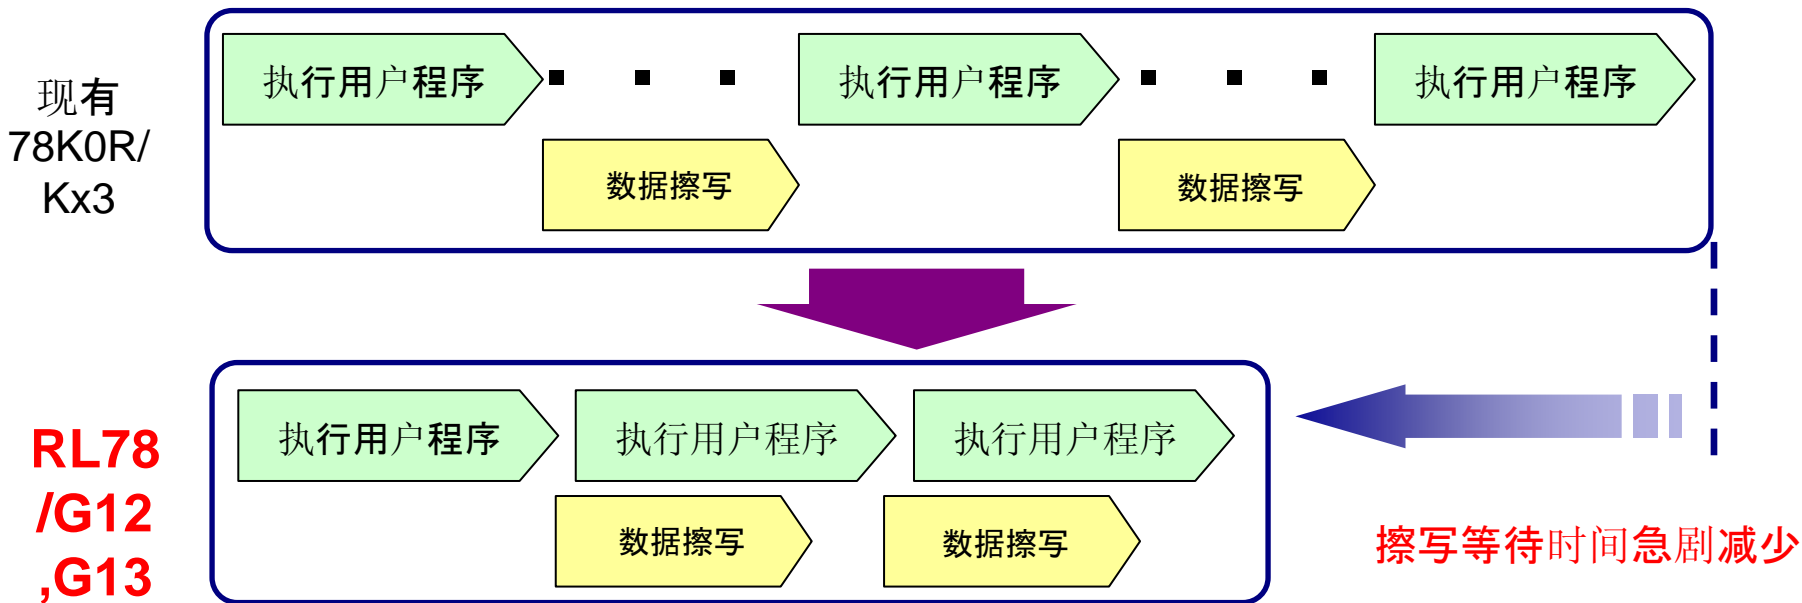 执行用户程序 ▪ ▪ ▪ 执行用户程序 ▪ ▪ ▪ 执行用户程序
现有
78K0R/
Kx3
数据擦写 数据擦写
执行用户程序 执行用户程序 执行用户程序
RL78
/G12
,G13
数据擦写 数据擦写
擦写等待时间急剧减少